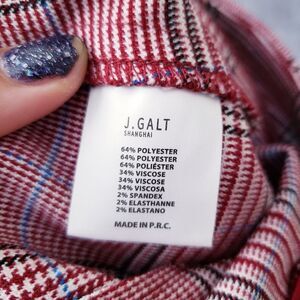 J.GALT
SHANGHAI
64% POLYESTER
64% POLYESTER
64% POLIÉSTER
34% VISCOSE
34% VISCOSE
34% VISCOSA
2% SPANDEX
2% ELASTHANNE
2% ELASTANO
MADE IN P.R.C.